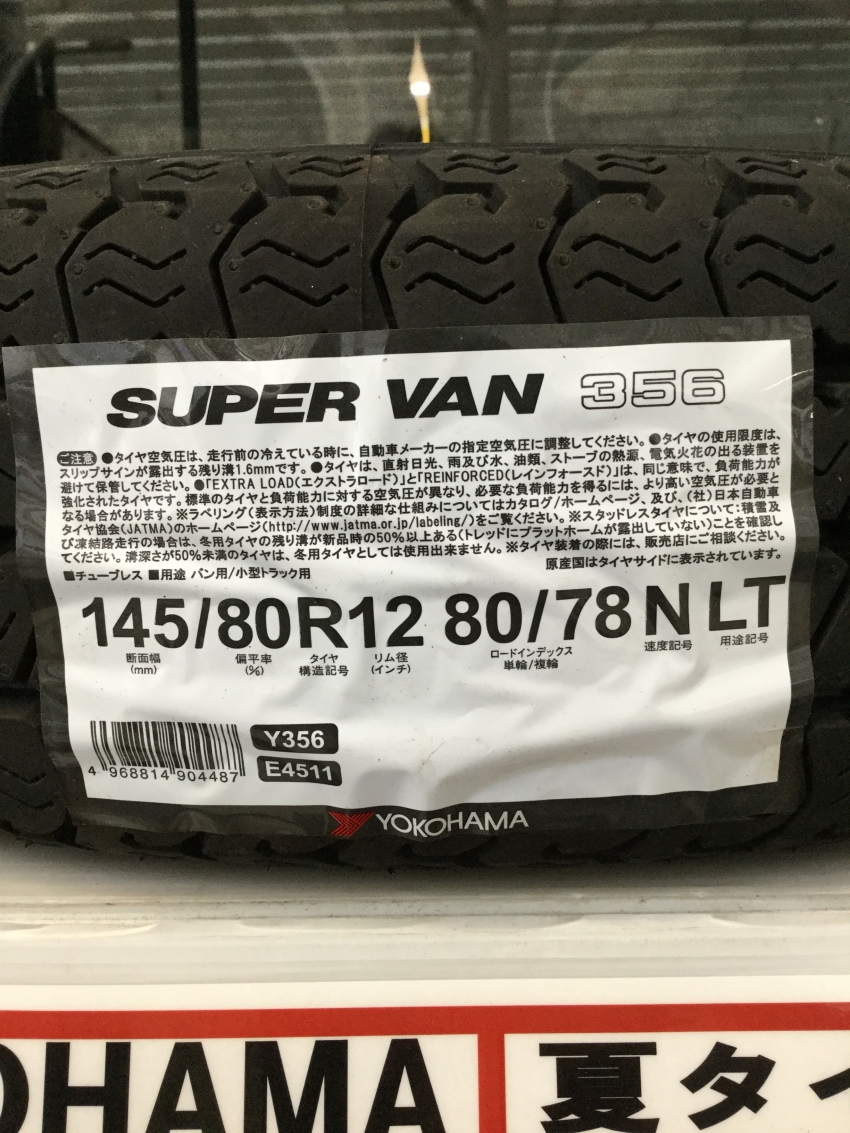 SUPER VAN 356
ご注意 ●タイヤ空気圧は、走行前の冷えている時に、自動車メーカーの指定空気圧に調整してください。●タイヤの使用限度は、
スリップサインが露出する残り溝1.6mmです。●タイヤは、直射日光、雨及び水、油類、ストーブの熱源、電気火花の出る装置を
避けて保管してください。●「EXTRA LOAD(エクストラロード)」と「REINFORCED(レインフォースド)」は、同じ意味で、負荷能力が
強化されたタイヤです。標準のタイヤと負荷能力に対する空気圧が異なり、必要な負荷能力を得るには、より高い空気圧が必要と
なる場合があります。※ラベリング(表示方法)制度の詳細な仕組みについてはカタログ/ホームページ、及び、(社)日本自動車
タイヤ協会(JATMA)のホームページ(http://www.jatma.or.jp/labeling/)をご覧ください。※スタッドレスタイヤについて:積雪及
び凍結路走行の場合は、冬用タイヤの残り溝が新品時の50%以上ある(トレッドにプラットホームが露出していない)ことを確認し
てください。溝深さが50%未満のタイヤは、冬用タイヤとしては使用出来ません。※タイヤ装着の際には、販売店にご相談ください。
原産国はタイヤサイドに表示されています。
■チューブレス ■用途 バン用/小型トラック用
145/80R12 80/78N LT
断面幅 偏平率 タイヤ リム径 ロードインデックス 速度記号 用途記号
(mm) (%) 構造記号 (インチ) 単輪/複輪
Y356
E4511
4 968814 904487
YOKOHAMA
OHAMA 夏タイ